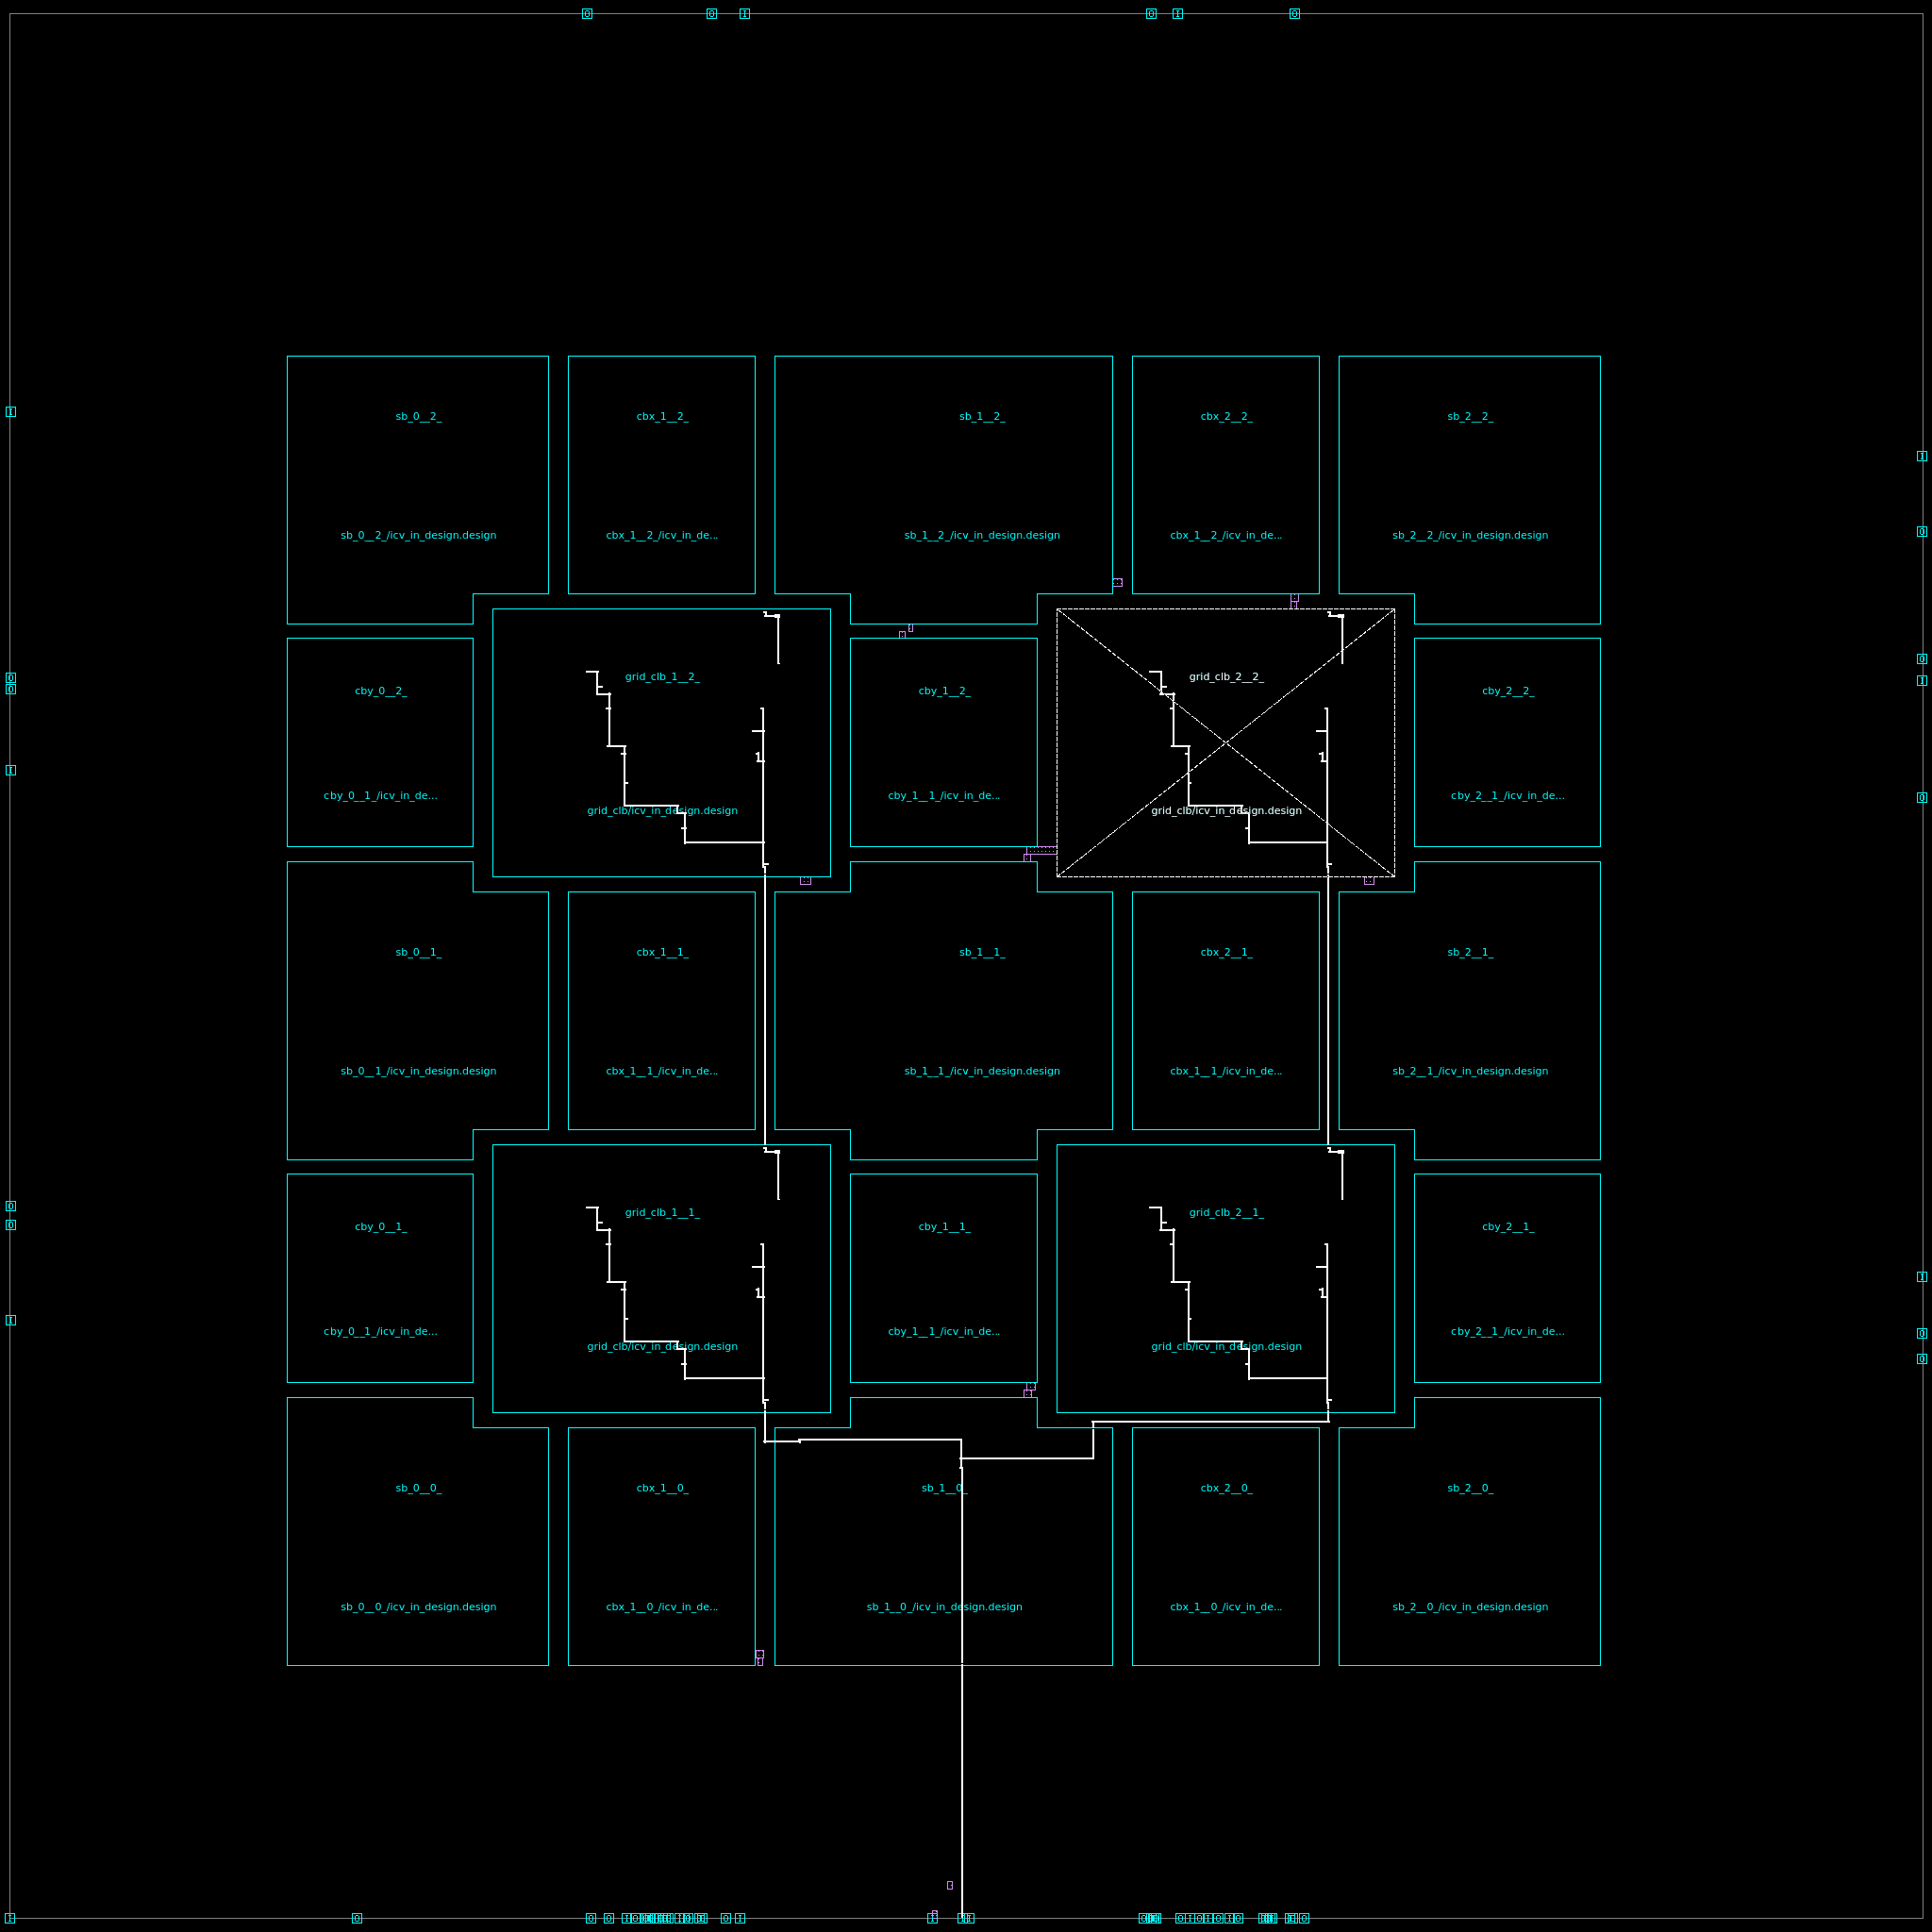 O O I O I O
I
sb_0__2_ cbx_1__2_ sb_1__2_ cbx_2__2_ sb_2__2_
I
O
sb_0__2_/icv_in_design.design cbx_1__2_/icv_in_de... sb_1__2_/icv_in_design.design cbx_1__2_/icv_in_de... sb_2__2_/icv_in_design.design
O
O grid_clb_1__2_ grid_clb_2__2_ I
O cby_0__2_ cby_1__2_ cby_2__2_
I
cby_0__1_/icv_in_de... cby_1__1_/icv_in_de... cby_2__1_/icv_in_de... O
grid_clb/icv_in_design.design grid_clb/icv_in_design.design
sb_0__1_ cbx_1__1_ sb_1__1_ cbx_2__1_ sb_2__1_
sb_0__1_/icv_in_design.design cbx_1__1_/icv_in_de... sb_1__1_/icv_in_design.design cbx_1__1_/icv_in_de... sb_2__1_/icv_in_design.design
O grid_clb_1__1_ grid_clb_2__1_
O cby_0__1_ cby_1__1_ cby_2__1_
I
I cby_0__1_/icv_in_de... cby_1__1_/icv_in_de... cby_2__1_/icv_in_de... O
grid_clb/icv_in_design.design grid_clb/icv_in_design.design
O
sb_0__0_ cbx_1__0_ sb_1__0_ cbx_2__0_ sb_2__0_
sb_0__0_/icv_in_design.design cbx_1__0_/icv_in_de... sb_1__0_/icv_in_design.design cbx_1__0_/icv_in_de... sb_2__0_/icv_in_design.design